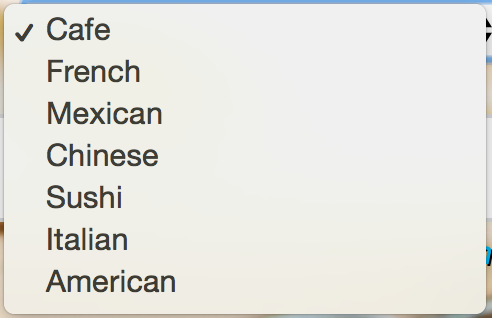 Cafe
French
Mexican
Chinese
Sushi
Italian
American